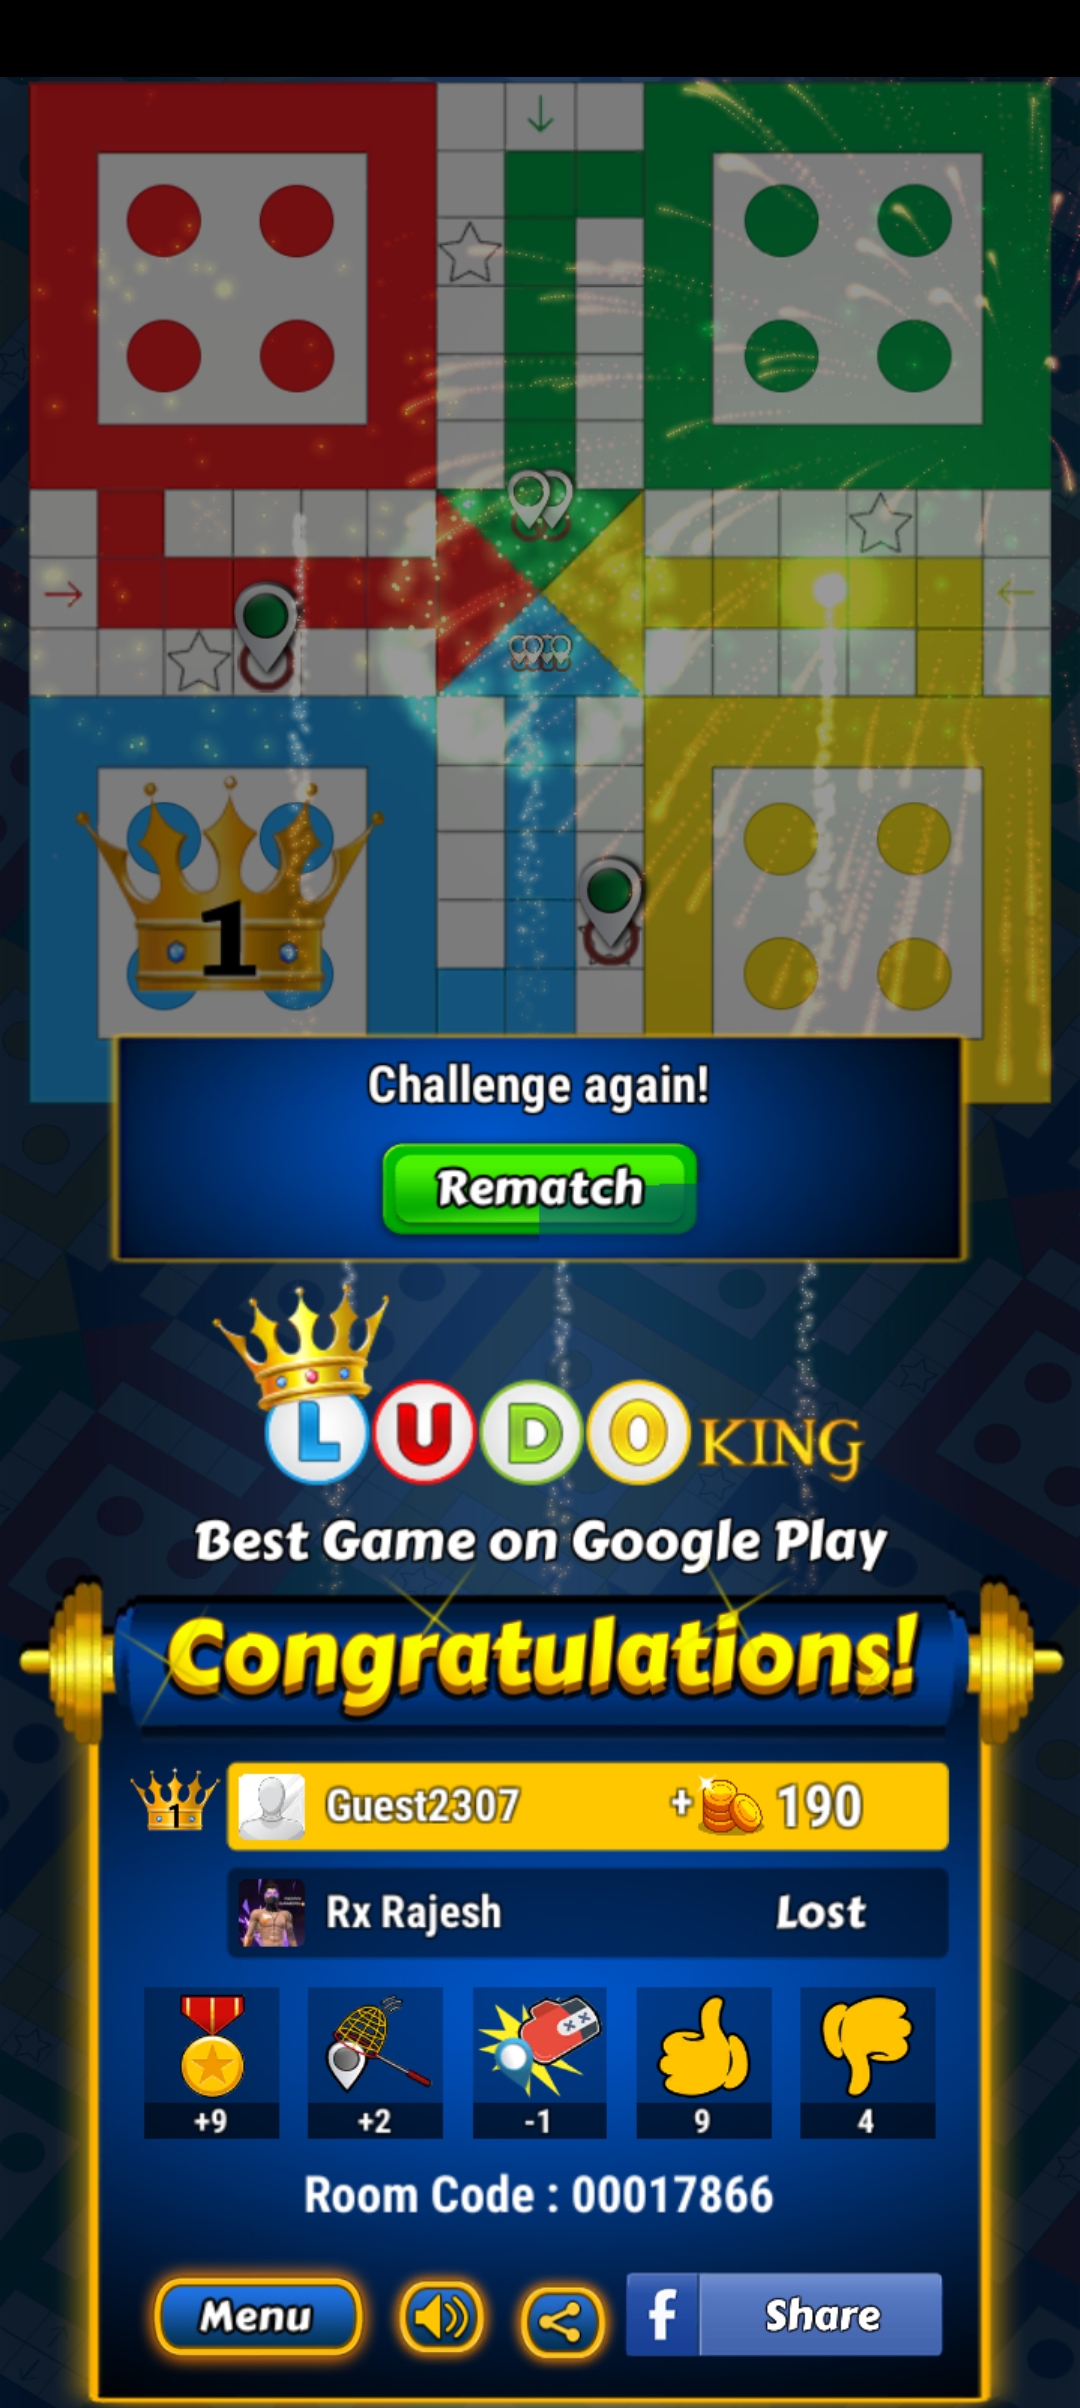 1
Challenge again!
Rematch
LUDO KING
Best Game on Google Play
Congratulations!
1 Guest2307 + 190
Rx Rajesh Lost
+9 +2 -1 9 4
Room Code : 00017866
Menu f Share